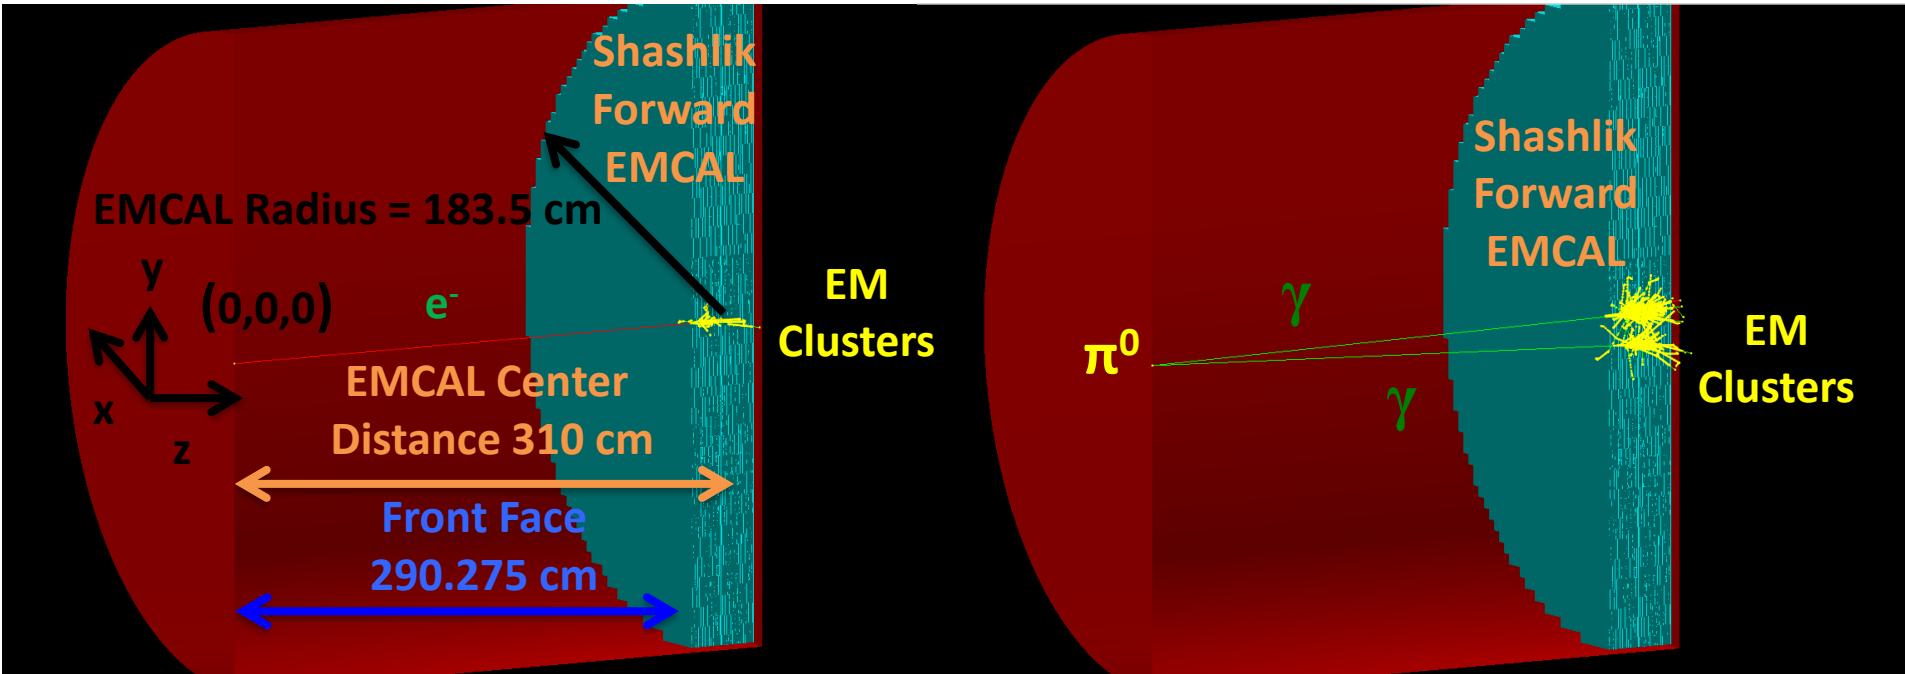 Shashlik
Forward
EMCAL
EMCAL Radius = 183.5 cm
y
(0,0,0)
e⁻
x
z
EM
Clusters
EMCAL Center
Distance 310 cm
Front Face
290.275 cm
Shashlik
Forward
EMCAL
γ
π⁰
γ
EM
Clusters